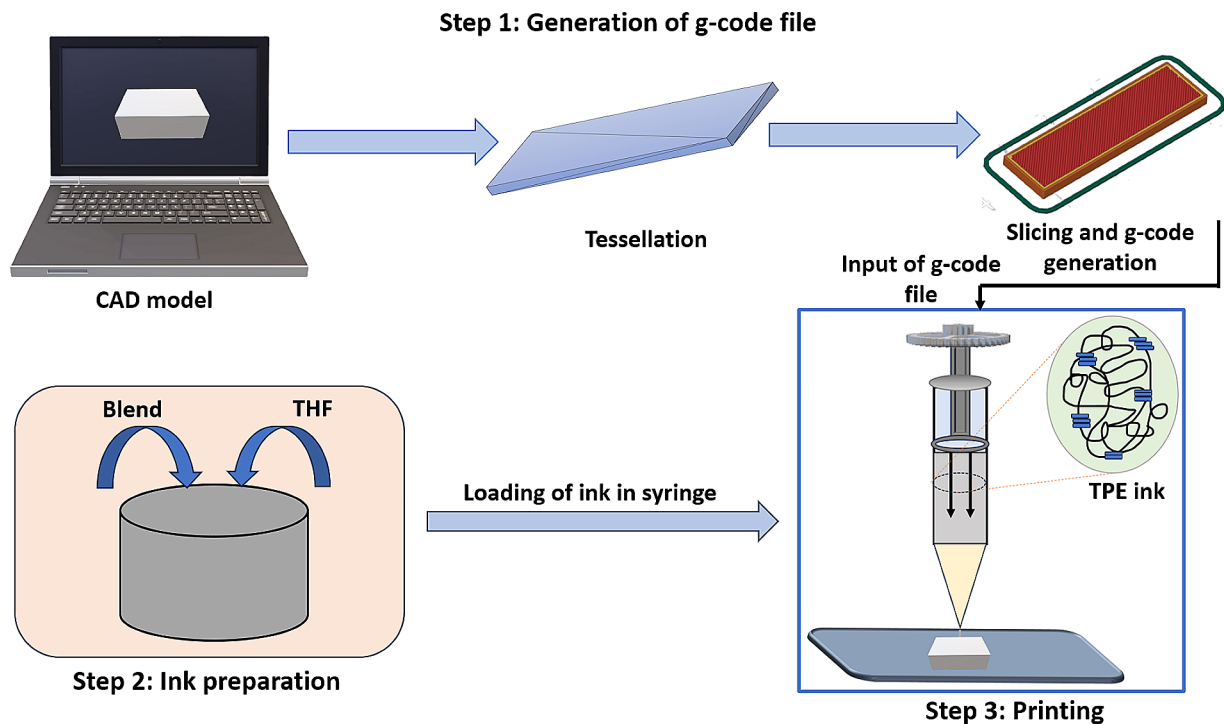 Step 1: Generation of g-code file
CAD model
Tessellation
Slicing and g-code
generation
Input of g-code
file
Blend
THF
Loading of ink in syringe
TPE ink
Step 2: Ink preparation
Step 3: Printing